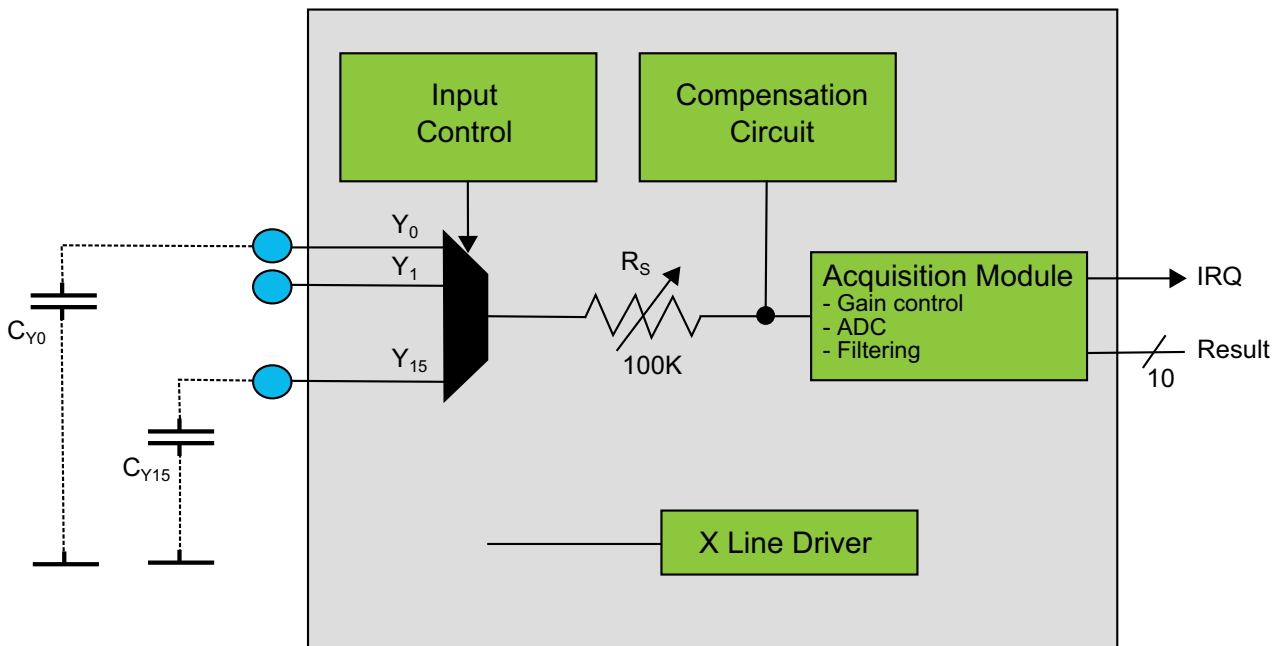 Input
Control
Compensation
Circuit
Y0
Y1
Y15
RS
100K
Acquisition Module
- Gain control
- ADC
- Filtering
IRQ
Result
10
CY0
CY15
X Line Driver